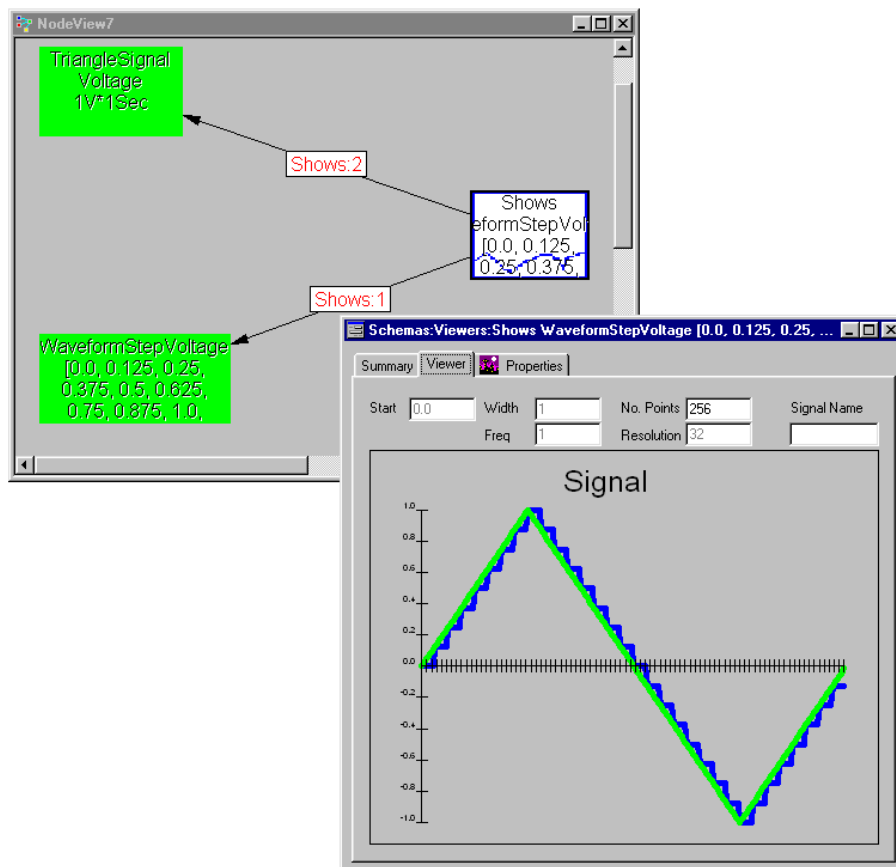 NodeView7
TriangleSignal
Voltage
1V*1Sec
Shows:2
Shows
eformStepVol
[0.0, 0.125,
0.25, 0.375,
Shows:1
WaveformStepVoltage
[0.0, 0.125, 0.25,
0.375, 0.5, 0.625,
0.75, 0.875, 1.0,
Schemas:Viewers:Shows WaveformStepVoltage [0.0, 0.125, 0.25, ...
Summary Viewer Properties
Start 0.0 Width 1 No. Points 256 Signal Name
Freq 1 Resolution 32
Signal
1.0
0.8
0.6
0.4
0.2
0.0
-0.2
-0.4
-0.6
-0.8
-1.0